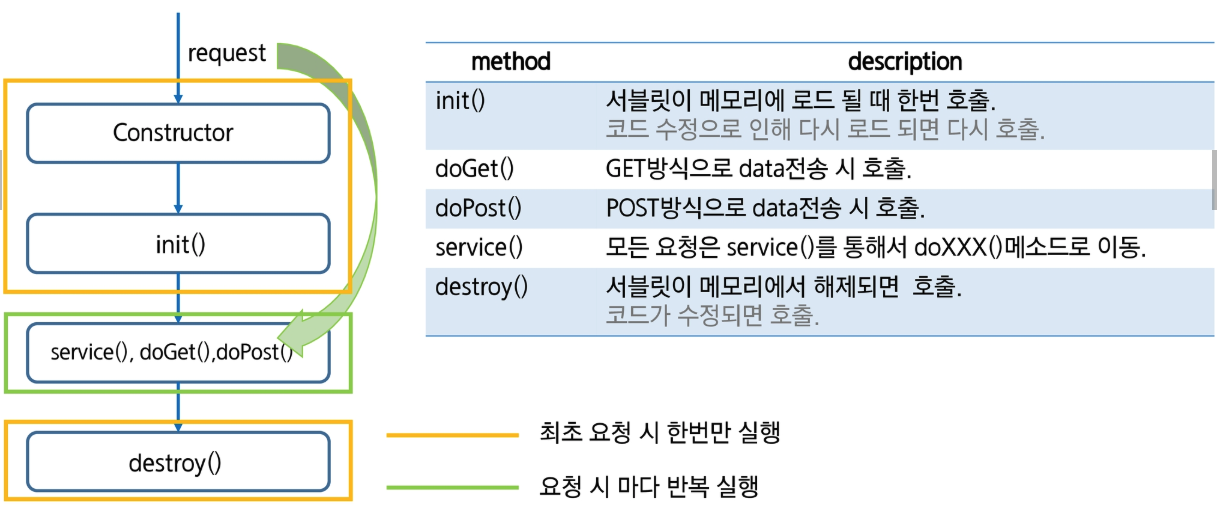 request
Constructor
init()
service(), doGet(),doPost()
destroy()
method description
init() 서블릿이 메모리에 로드 될 때 한번 호출.
코드 수정으로 인해 다시 로드 되면 다시 호출.
doGet() GET방식으로 data전송 시 호출.
doPost() POST방식으로 data전송 시 호출.
service() 모든 요청은 service()를 통해서 doXXX()메소드로 이동.
destroy() 서블릿이 메모리에서 해제되면 호출.
코드가 수정되면 호출.
최초 요청 시 한번만 실행
요청 시 마다 반복 실행